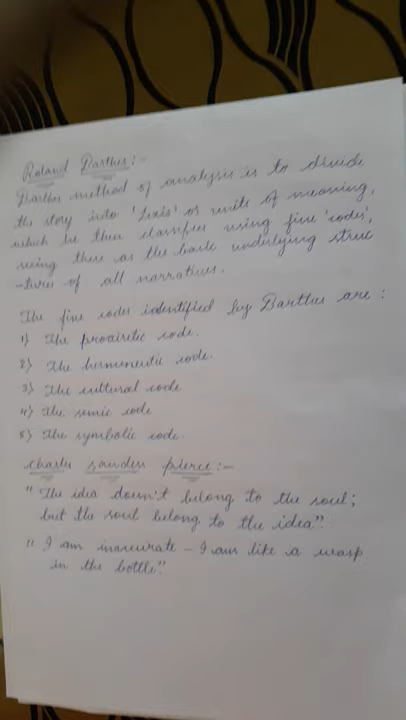 Roland Barthes:-
Barthes method of analysis is to divide
the story into 'Lexis' or units of meaning,
which he then classifies using five 'codes',
seeing these as the basic underlying struc
-tures of all narratives.
The five codes identified by Barthes are:
1) The proairetic code.
2) The hermeneutic code.
3) The cultural code
4) The semic code
5) The symbolic code.
Charles sanders pierce:-
"The idea doesn't belong to the soul;
but the soul belong to the idea".
"I am inaccurate - I am like a wasp
in the bottle".